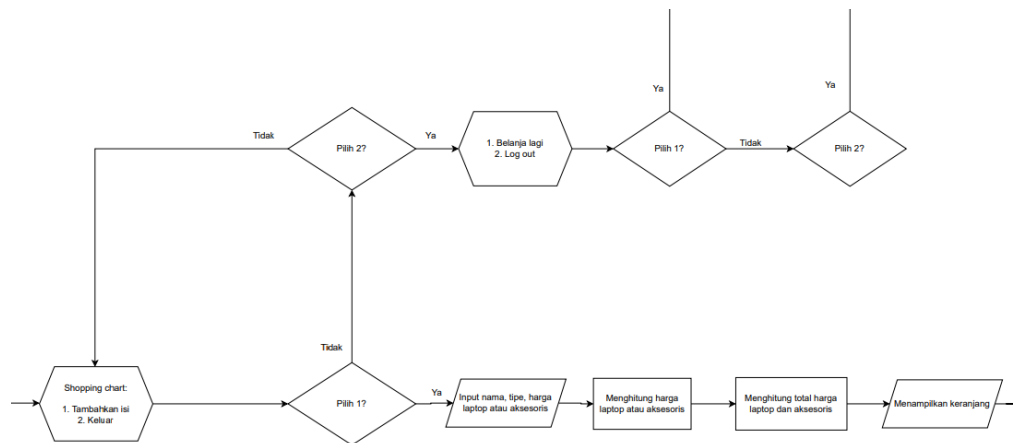 Ya
Ya
Tidak
Pilih 2?
Ya
1. Belanja lagi
2. Log out
Pilih 1?
Tidak
Pilih 2?
Tidak
Shopping chart:
1. Tambahkan isi
2. Keluar
Pilih 1?
Ya
Input nama, tipe, harga
laptop atau aksesoris
Menghitung harga
laptop atau aksesoris
Menghitung total harga
laptop dan aksesoris
Menampilkan keranjang